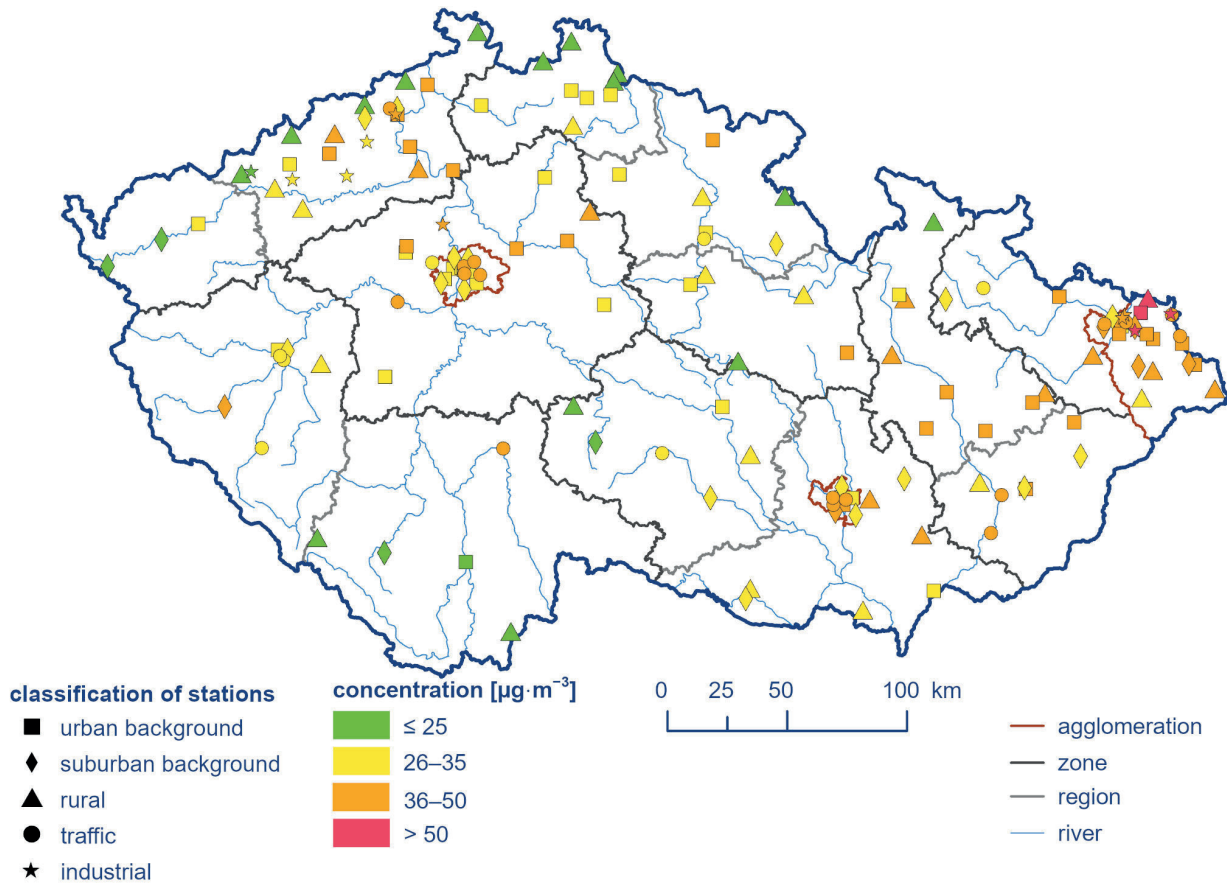 classification of stations
urban background
suburban background
rural
traffic
industrial
concentration [µg·m⁻³]
≤ 25
26–35
36–50
> 50
0 25 50 100 km
agglomeration
zone
region
river